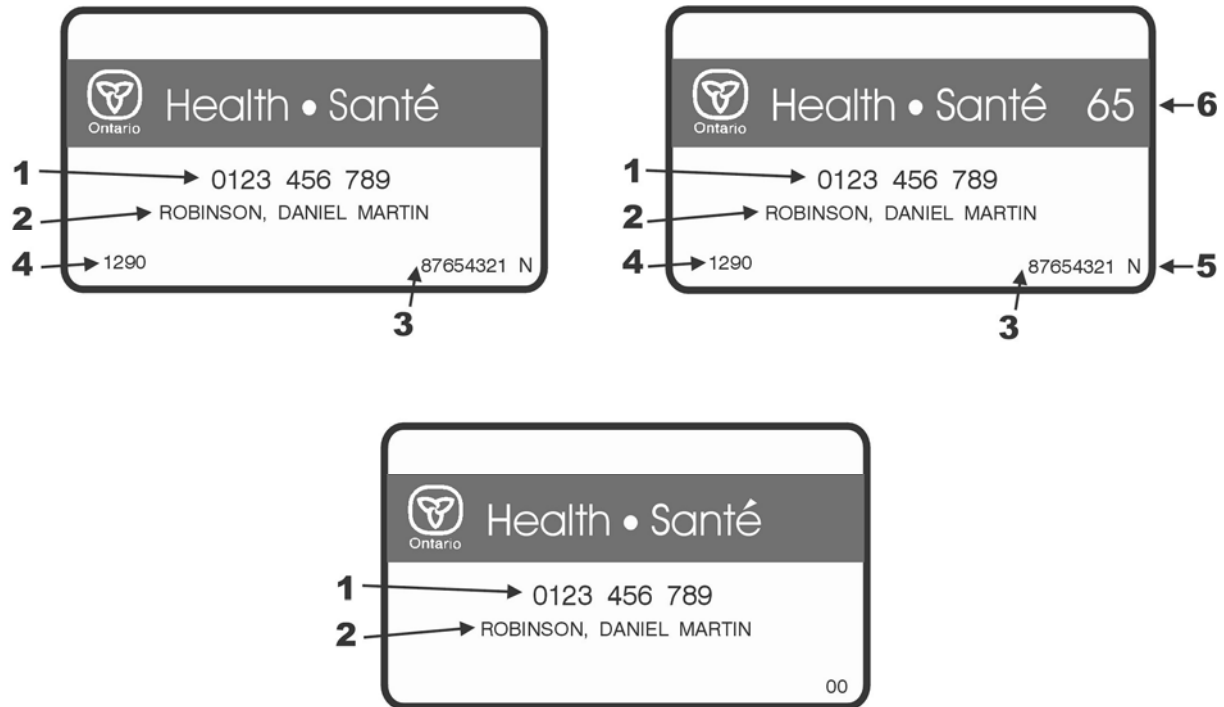 Ontario
Health • Santé
1
0123 456 789
2
ROBINSON, DANIEL MARTIN
4
1290
87654321 N
3
Ontario
Health • Santé 65
6
1
0123 456 789
2
ROBINSON, DANIEL MARTIN
4
1290
87654321 N
5
3
Ontario
Health • Santé
1
0123 456 789
2
ROBINSON, DANIEL MARTIN
00